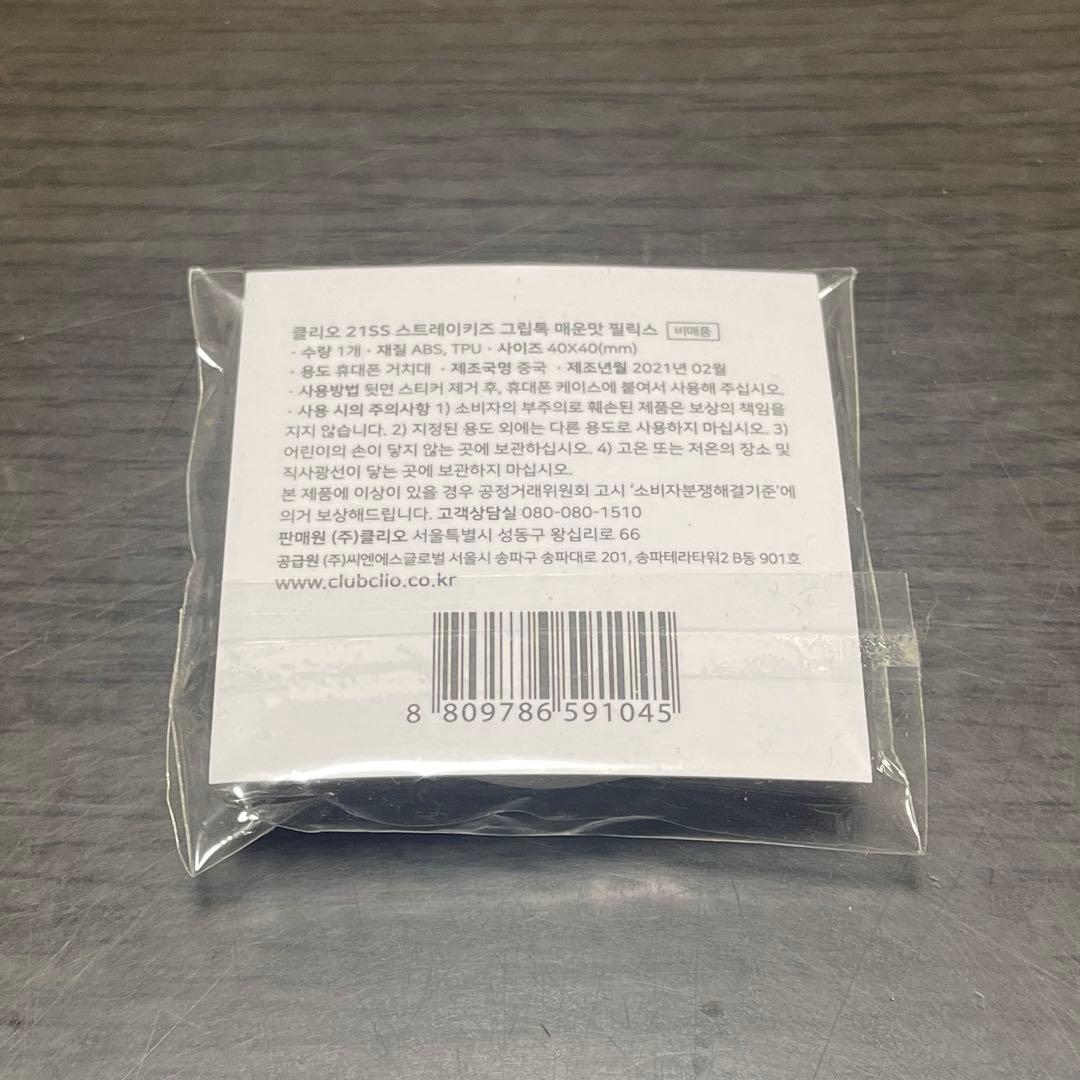 클리오 21SS 스트레이키즈 그립톡 매운맛 필릭스 비매품
· 수량 1개 · 재질 ABS, TPU · 사이즈 40X40(mm)
· 용도 휴대폰 거치대 · 제조국명 중국 · 제조년월 2021년 02월
· 사용방법 뒷면 스티커 제거 후, 휴대폰 케이스에 붙여서 사용해 주십시오.
· 사용 시의 주의사항 1) 소비자의 부주의로 훼손된 제품은 보상의 책임을
지지 않습니다. 2) 지정된 용도 외에는 다른 용도로 사용하지 마십시오. 3)
어린이의 손이 닿지 않는 곳에 보관하십시오. 4) 고온 또는 저온의 장소 및
직사광선이 닿는 곳에 보관하지 마십시오.
본 제품에 이상이 있을 경우 공정거래위원회 고시 '소비자분쟁해결기준'에
의거 보상해드립니다. 고객상담실 080-080-1510
판매원 (주)클리오 서울특별시 성동구 왕십리로 66
공급원 (주)씨엔에스글로벌 서울시 송파구 송파대로 201, 송파테라타워2 B동 901호
www.clubclio.co.kr
8 809786 591045